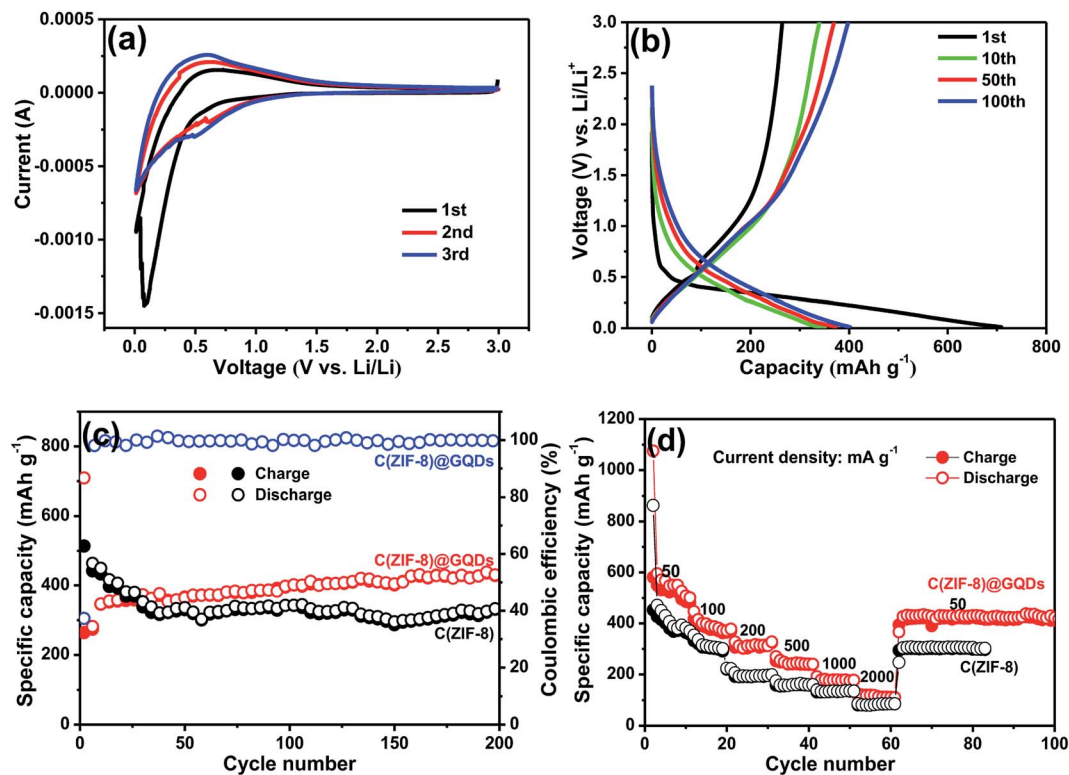 (a)
0.0005
0.0000
-0.0005
-0.0010
-0.0015
Current (A)
1st
2nd
3rd
0.0 0.5 1.0 1.5 2.0 2.5 3.0
Voltage (V vs. Li/Li)
(b)
3.0
2.5
2.0
1.5
1.0
0.5
0.0
Voltage (V) vs. Li/Li⁺
1st
10th
50th
100th
0 200 400 600 800
Capacity (mAh g⁻¹)
(c)
800
600
400
200
0
Specific capacity (mAh g⁻¹)
C(ZIF-8)@GQDs
Charge
Discharge
C(ZIF-8)@GQDs
C(ZIF-8)
100
80
60
40
20
0
Coulombic efficiency (%)
0 50 100 150 200
Cycle number
(d)
1200
1000
800
600
400
200
0
Specific capacity (mAh g⁻¹)
Current density: mA g⁻¹
Charge
Discharge
50
100
200
500
1000
2000
C(ZIF-8)@GQDs
50
C(ZIF-8)
0 20 40 60 80 100
Cycle number